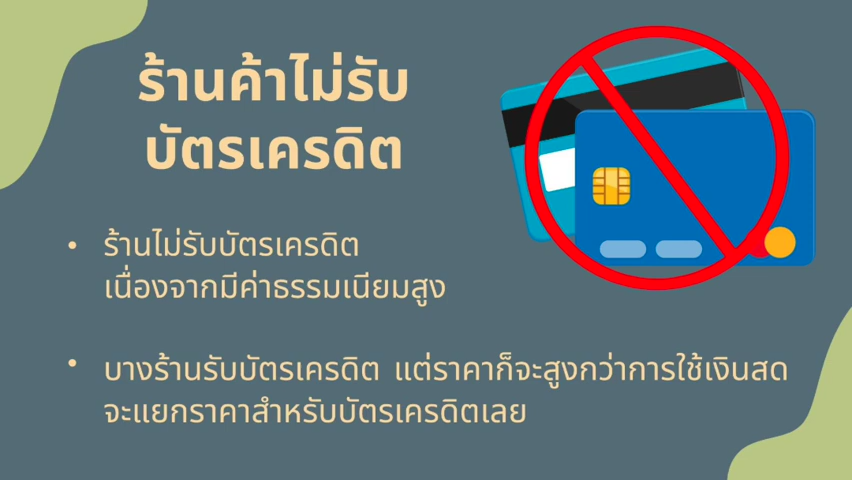 ร้านค้าไม่รับ
บัตรเครดิต
• ร้านไม่รับบัตรเครดิต
เนื่องจากมีค่าธรรมเนียมสูง
• บางร้านรับบัตรเครดิต แต่ราคาก็จะสูงกว่าการใช้เงินสด
จะแยกราคาสำหรับบัตรเครดิตเลย